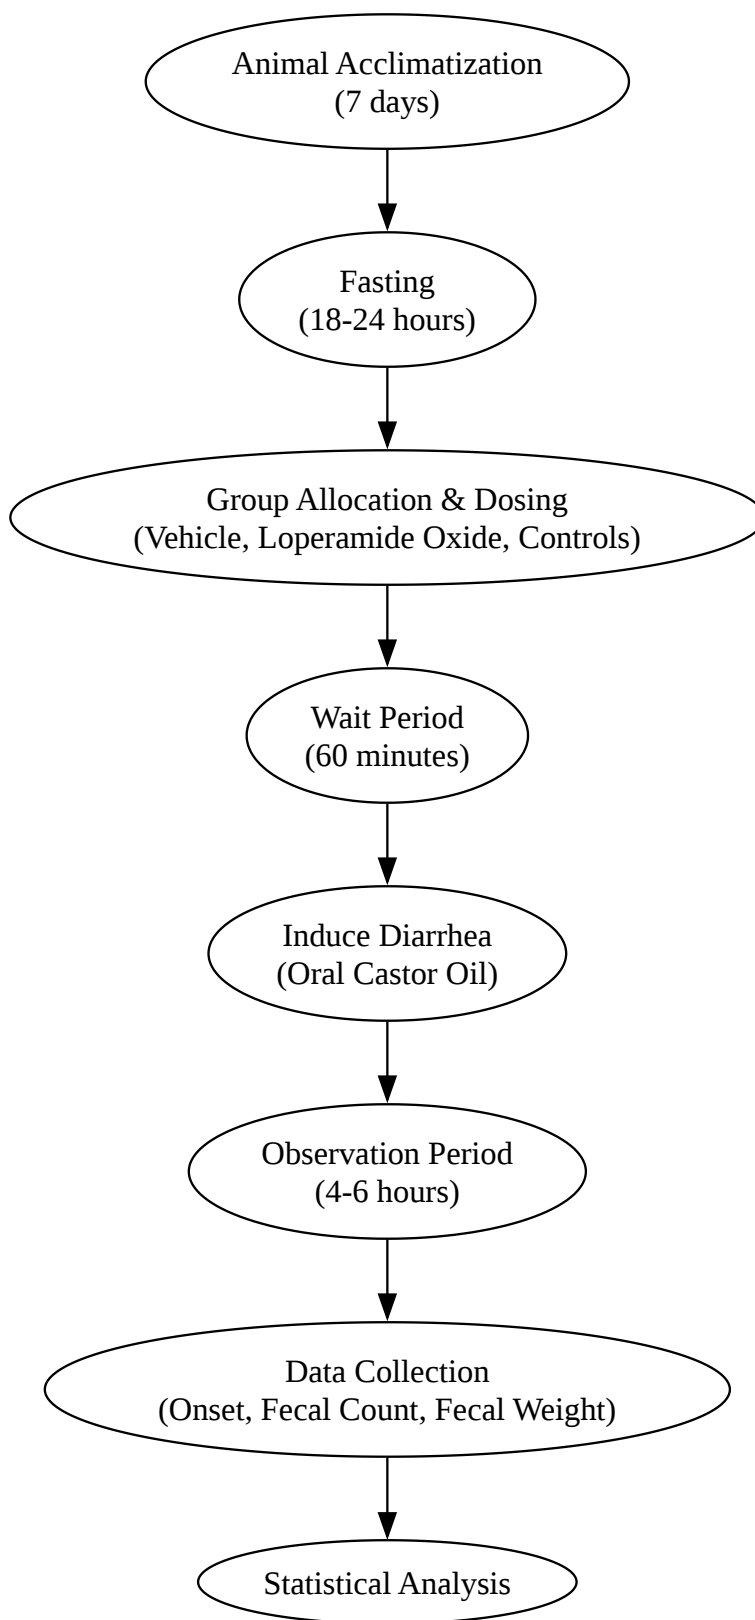 Animal Acclimatization
(7 days)
Fasting
(18-24 hours)
Group Allocation & Dosing
(Vehicle, Loperamide Oxide, Controls)
Wait Period
(60 minutes)
Induce Diarrhea
(Oral Castor Oil)
Observation Period
(4-6 hours)
Data Collection
(Onset, Fecal Count, Fecal Weight)
Statistical Analysis